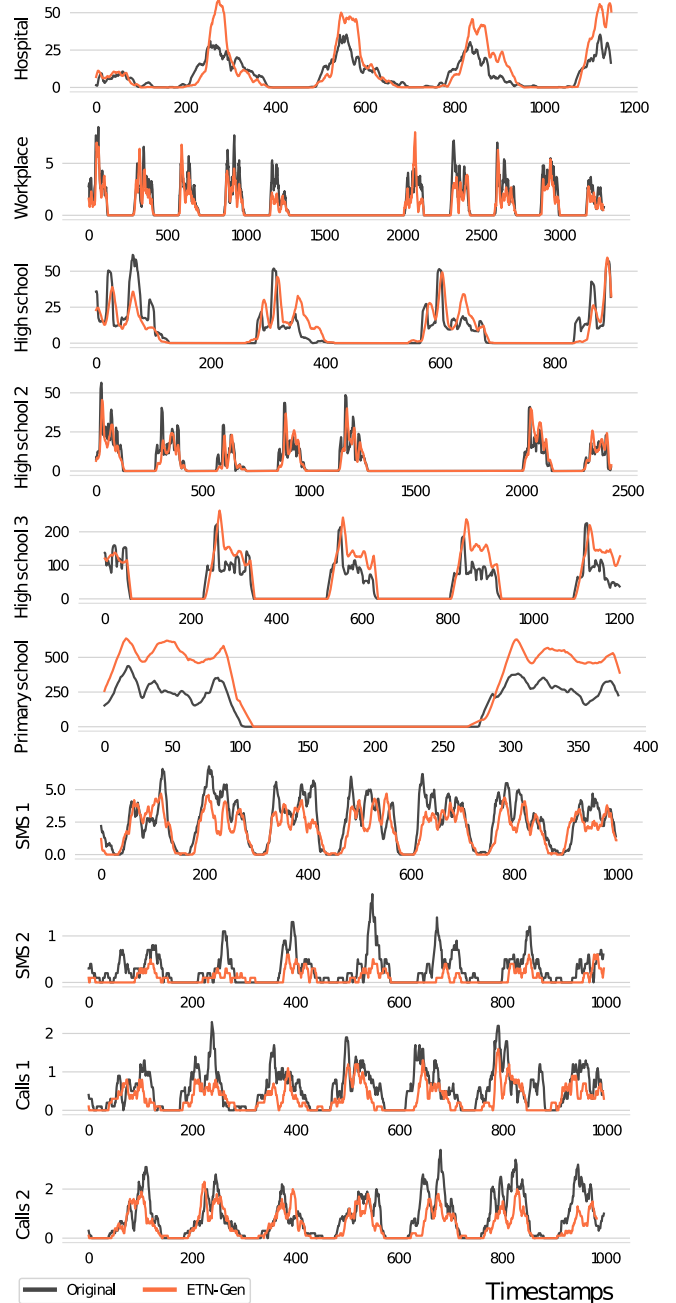 Hospital
50
25
0
0 200 400 600 800 1000 1200
Workplace
5
0
0 500 1000 1500 2000 2500 3000
High school
50
25
0
0 200 400 600 800
High school 2
50
25
0
0 500 1000 1500 2000 2500
High school 3
200
100
0
0 200 400 600 800 1000 1200
Primary school
500
250
0
0 50 100 150 200 250 300 350 400
SMS 1
5.0
2.5
0.0
0 200 400 600 800 1000
SMS 2
1
0
0 200 400 600 800 1000
Calls 1
2
1
0
0 200 400 600 800 1000
Calls 2
2
0
0 200 400 600 800 1000
Original ETN-Gen
Timestamps